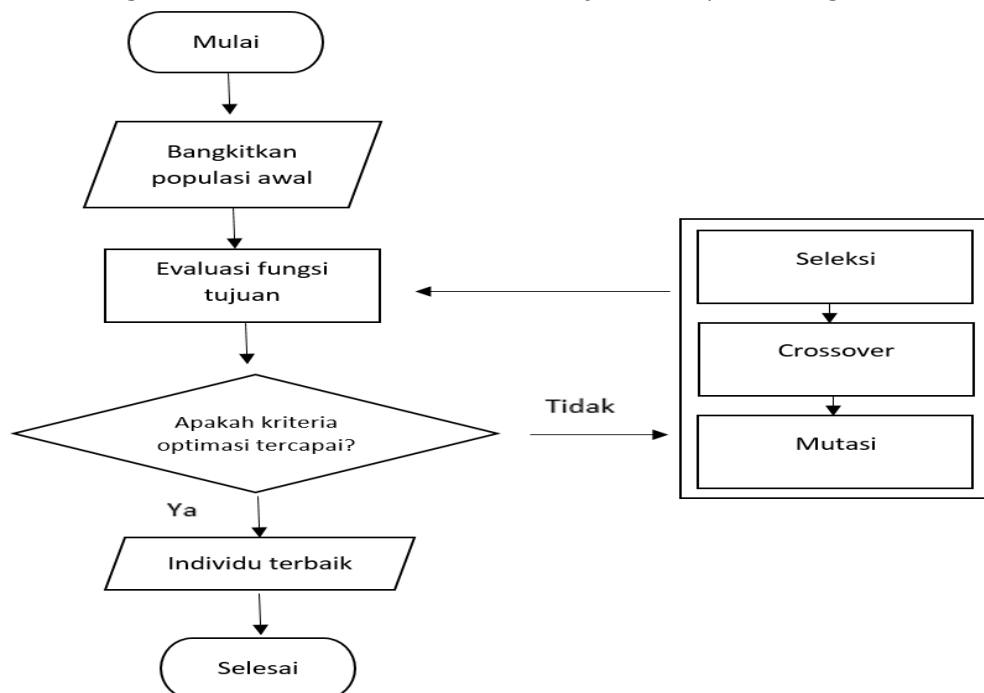 Mulai
Bangkitkan
populasi awal
Evaluasi fungsi
tujuan
Apakah kriteria
optimasi tercapai?
Tidak
Seleksi
Crossover
Mutasi
Ya
Individu terbaik
Selesai